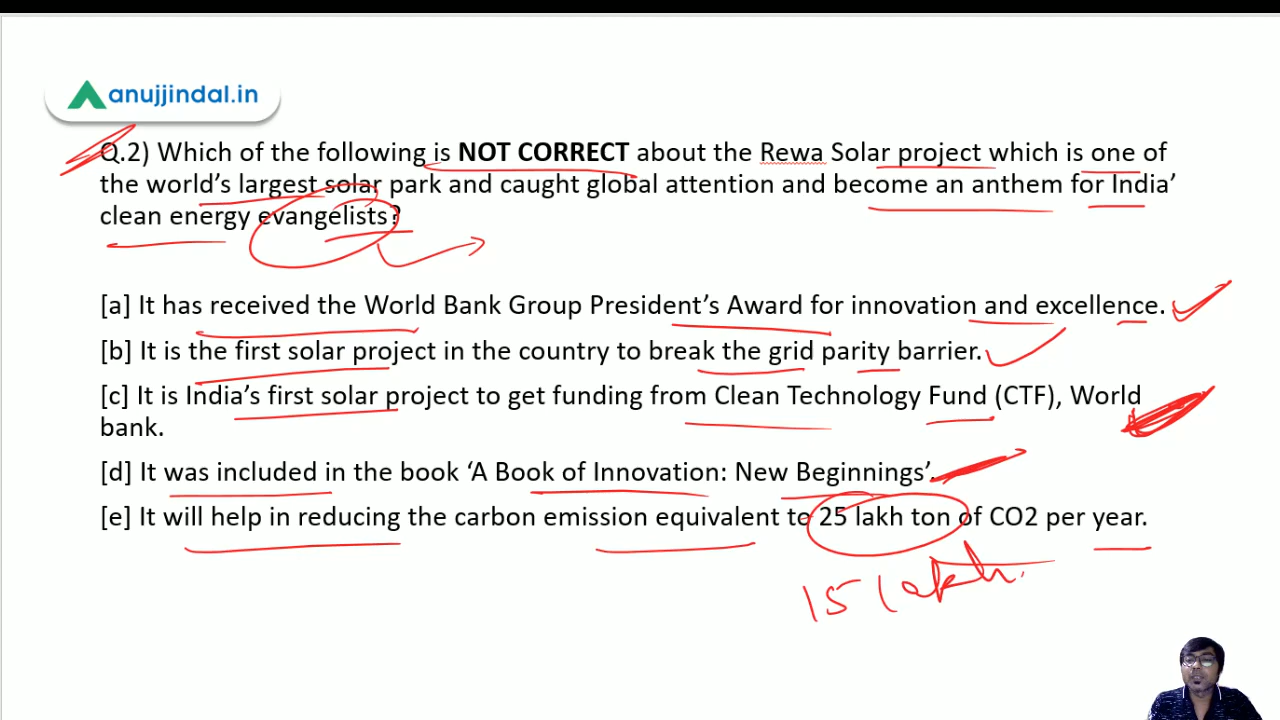 anujjindal.in
Q.2) Which of the following is NOT CORRECT about the Rewa Solar project which is one of
the world's largest solar park and caught global attention and become an anthem for India'
clean energy evangelists?
[a] It has received the World Bank Group President's Award for innovation and excellence.
[b] It is the first solar project in the country to break the grid parity barrier.
[c] It is India's first solar project to get funding from Clean Technology Fund (CTF), World
bank.
[d] It was included in the book 'A Book of Innovation: New Beginnings'.
[e] It will help in reducing the carbon emission equivalent to 25 lakh ton of CO2 per year.
15 lakh.